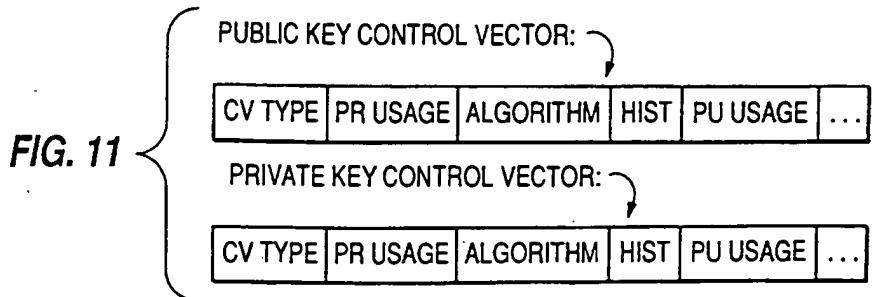 PUBLIC KEY CONTROL VECTOR:
CV TYPE PR USAGE ALGORITHM HIST PU USAGE ...
FIG. 11
PRIVATE KEY CONTROL VECTOR:
CV TYPE PR USAGE ALGORITHM HIST PU USAGE ...